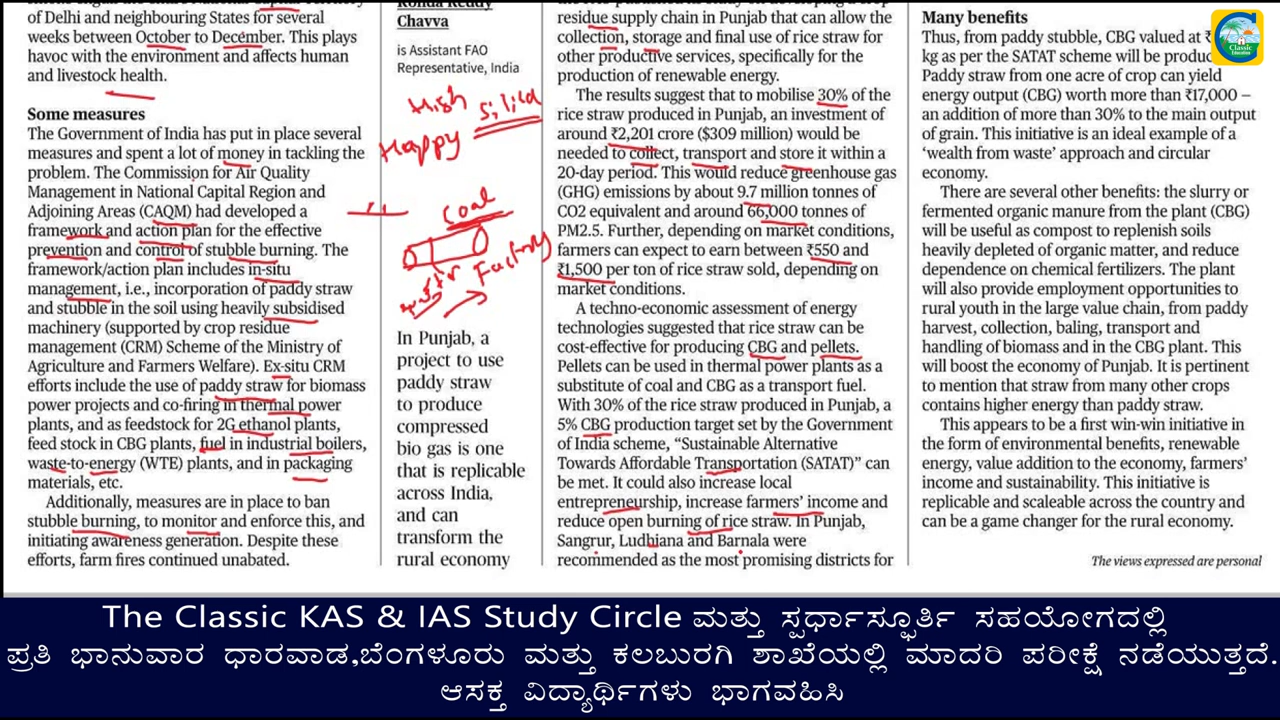 of Delhi and neighbouring States for several
weeks between October to December. This plays
havoc with the environment and affects human
and livestock health.
Some measures
The Government of India has put in place several
measures and spent a lot of money in tackling the
problem. The Commission for Air Quality
Management in National Capital Region and
Adjoining Areas (CAQM) had developed a
framework and action plan for the effective
prevention and control of stubble burning. The
framework/action plan includes in-situ
management, i.e., incorporation of paddy straw
and stubble in the soil using heavily subsidised
machinery (supported by crop residue
management (CRM) Scheme of the Ministry of
Agriculture and Farmers Welfare). Ex-situ CRM
efforts include the use of paddy straw for biomass
power projects and co-firing in thermal power
plants, and as feedstock for 2G ethanol plants,
feed stock in CBG plants, fuel in industrial boilers,
waste-to-energy (WTE) plants, and in packaging
materials, etc.
Additionally, measures are in place to ban
stubble burning, to monitor and enforce this, and
initiating awareness generation. Despite these
efforts, farm fires continued unabated.
Konda Reddy
Chavva
is Assistant FAO
Representative, India
High
Silica
Happy
Coal
Factory
In Punjab, a
project to use
paddy straw
to produce
compressed
bio gas is one
that is replicable
across India,
and can
transform the
rural economy
residue supply chain in Punjab that can allow the
collection, storage and final use of rice straw for
other productive services, specifically for the
production of renewable energy.
The results suggest that to mobilise 30% of the
rice straw produced in Punjab, an investment of
around ₹2,201 crore ($309 million) would be
needed to collect, transport and store it within a
20-day period. This would reduce greenhouse gas
(GHG) emissions by about 9.7 million tonnes of
CO2 equivalent and around 66,000 tonnes of
PM2.5. Further, depending on market conditions,
farmers can expect to earn between ₹550 and
₹1,500 per ton of rice straw sold, depending on
market conditions.
A techno-economic assessment of energy
technologies suggested that rice straw can be
cost-effective for producing CBG and pellets.
Pellets can be used in thermal power plants as a
substitute of coal and CBG as a transport fuel.
With 30% of the rice straw produced in Punjab, a
5% CBG production target set by the Government
of India scheme, “Sustainable Alternative
Towards Affordable Transportation (SATAT)” can
be met. It could also increase local
entrepreneurship, increase farmers’ income and
reduce open burning of rice straw. In Punjab,
Sangrur, Ludhiana and Barnala were
recommended as the most promising districts for
Many benefits
Thus, from paddy stubble, CBG valued at ₹
kg as per the SATAT scheme will be
Paddy straw from one acre of crop can yield
energy output (CBG) worth more than ₹17,000 –
an addition of more than 30% to the main output
of grain. This initiative is an ideal example of a
‘wealth from waste’ approach and circular
economy.
There are several other benefits: the slurry or
fermented organic manure from the plant (CBG)
will be useful as compost to replenish soils
heavily depleted of organic matter, and reduce
dependence on chemical fertilizers. The plant
will also provide employment opportunities to
rural youth in the large value chain, from paddy
harvest, collection, baling, transport and
handling of biomass and in the CBG plant. This
will boost the economy of Punjab. It is pertinent
to mention that straw from many other crops
contains higher energy than paddy straw.
This appears to be a first win-win initiative in
the form of environmental benefits, renewable
energy, value addition to the economy, farmers’
income and sustainability. This initiative is
replicable and scaleable across the country and
can be a game changer for the rural economy.
The views expressed are personal
Classic
Education
The Classic KAS & IAS Study Circle ಮತ್ತು ಸ್ಪರ್ಧಾಸ್ಫೂರ್ತಿ ಸಹಯೋಗದಲ್ಲಿ
ಪ್ರತಿ ಭಾನುವಾರ ಧಾರವಾಡ,ಬೆಂಗಳೂರು ಮತ್ತು ಕಲಬುರಗಿ ಶಾಖೆಯಲ್ಲಿ ಮಾದರಿ ಪರೀಕ್ಷೆ ನಡೆಯುತ್ತದೆ.
ಆಸಕ್ತ ವಿದ್ಯಾರ್ಥಿಗಳು ಭಾಗವಹಿಸಿ